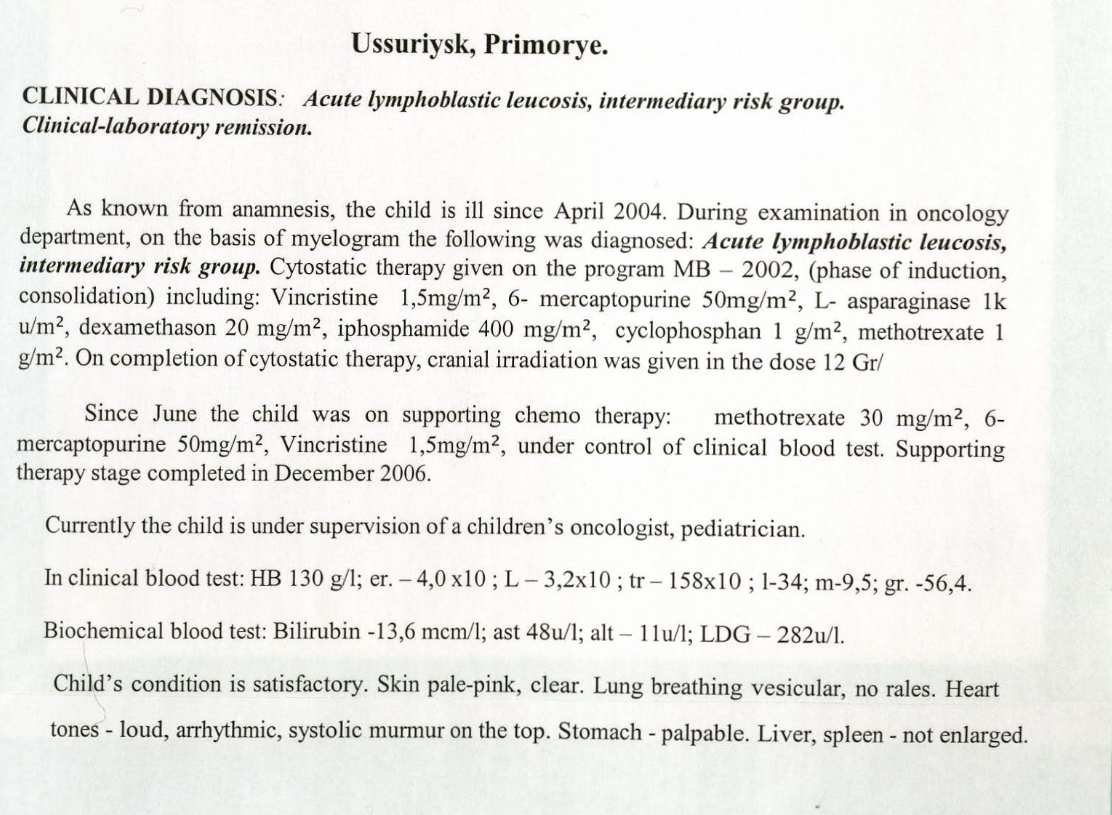 Ussuriysk, Primorye.
CLINICAL DIAGNOSIS: Acute lymphoblastic leucosis, intermediary risk group.
Clinical-laboratory remission.
As known from anamnesis, the child is ill since April 2004. During examination in oncology
department, on the basis of myelogram the following was diagnosed: Acute lymphoblastic leucosis,
intermediary risk group. Cytostatic therapy given on the program MB – 2002, (phase of induction,
consolidation) including: Vincristine 1,5mg/m², 6- mercaptopurine 50mg/m², L- asparaginase 1k
u/m², dexamethason 20 mg/m², iphosphamide 400 mg/m², cyclophosphan 1 g/m², methotrexate 1
g/m². On completion of cytostatic therapy, cranial irradiation was given in the dose 12 Gr/
Since June the child was on supporting chemo therapy: methotrexate 30 mg/m², 6-
mercaptopurine 50mg/m², Vincristine 1,5mg/m², under control of clinical blood test. Supporting
therapy stage completed in December 2006.
Currently the child is under supervision of a children's oncologist, pediatrician.
In clinical blood test: HB 130 g/l; er. – 4,0 x10 ; L – 3,2x10 ; tr – 158x10 ; l-34; m-9,5; gr. -56,4.
Biochemical blood test: Bilirubin -13,6 mcm/l; ast 48u/l; alt – 11u/l; LDG – 282u/l.
Child's condition is satisfactory. Skin pale-pink, clear. Lung breathing vesicular, no rales. Heart
tones - loud, arrhythmic, systolic murmur on the top. Stomach - palpable. Liver, spleen - not enlarged.